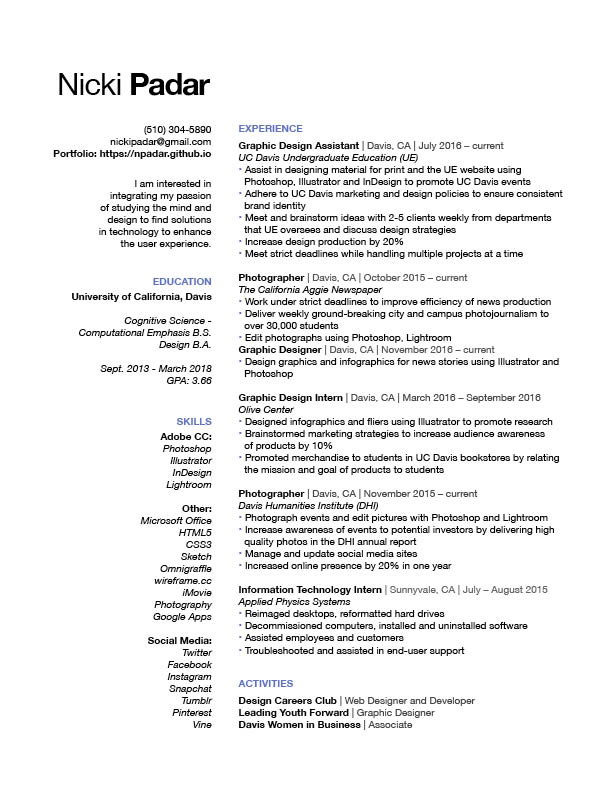 Nicki Padar
(510) 304-5890
nickipadar@gmail.com
Portfolio: https://npadar.github.io
I am interested in
integrating my passion
of studying the mind and
design to find solutions
in technology to enhance
the user experience.
EDUCATION
University of California, Davis
Cognitive Science -
Computational Emphasis B.S.
Design B.A.
Sept. 2013 - March 2018
GPA: 3.66
SKILLS
Adobe CC:
Photoshop
Illustrator
InDesign
Lightroom
Other:
Microsoft Office
HTML5
CSS3
Sketch
Omnigraffle
wireframe.cc
iMovie
Photography
Google Apps
Social Media:
Twitter
Facebook
Instagram
Snapchat
Tumblr
Pinterest
Vine
EXPERIENCE
Graphic Design Assistant | Davis, CA | July 2016 – current
UC Davis Undergraduate Education (UE)
• Assist in designing material for print and the UE website using
Photoshop, Illustrator and InDesign to promote UC Davis events
• Adhere to UC Davis marketing and design policies to ensure consistent
brand identity
• Meet and brainstorm ideas with 2-5 clients weekly from departments
that UE oversees and discuss design strategies
• Increase design production by 20%
• Meet strict deadlines while handling multiple projects at a time
Photographer | Davis, CA | October 2015 – current
The California Aggie Newspaper
• Work under strict deadlines to improve efficiency of news production
• Deliver weekly ground-breaking city and campus photojournalism to
over 30,000 students
• Edit photographs using Photoshop, Lightroom
Graphic Designer | Davis, CA | November 2016 – current
• Design graphics and infographics for news stories using Illustrator and
Photoshop
Graphic Design Intern | Davis, CA | March 2016 – September 2016
Olive Center
• Designed infographics and fliers using Illustrator to promote research
• Brainstormed marketing strategies to increase audience awareness
of products by 10%
• Promoted merchandise to students in UC Davis bookstores by relating
the mission and goal of products to students
Photographer | Davis, CA | November 2015 – current
Davis Humanities Institute (DHI)
• Photograph events and edit pictures with Photoshop and Lightroom
• Increase awareness of events to potential investors by delivering high
quality photos in the DHI annual report
• Manage and update social media sites
• Increased online presence by 20% in one year
Information Technology Intern | Sunnyvale, CA | July – August 2015
Applied Physics Systems
• Reimaged desktops, reformatted hard drives
• Decommissioned computers, installed and uninstalled software
• Assisted employees and customers
• Troubleshooted and assisted in end-user support
ACTIVITIES
Design Careers Club | Web Designer and Developer
Leading Youth Forward | Graphic Designer
Davis Women in Business | Associate